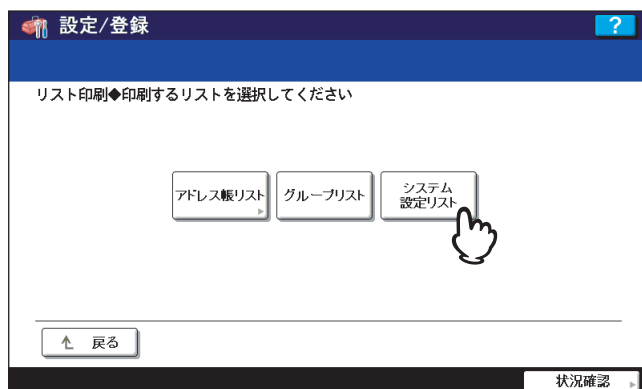 設定/登録
?
リスト印刷◆印刷するリストを選択してください
アドレス帳リスト
グループリスト
システム
設定リスト
戻る
状況確認